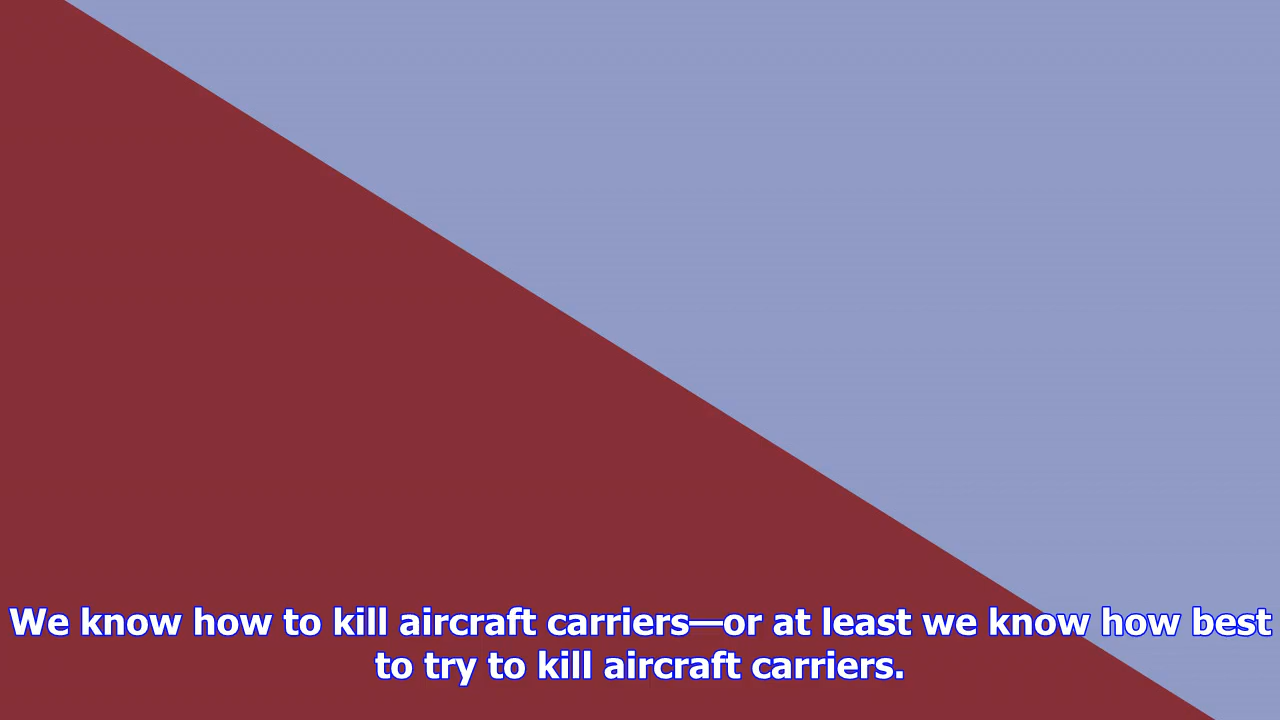 We know how to kill aircraft carriers—or at least we know how best
to try to kill aircraft carriers.